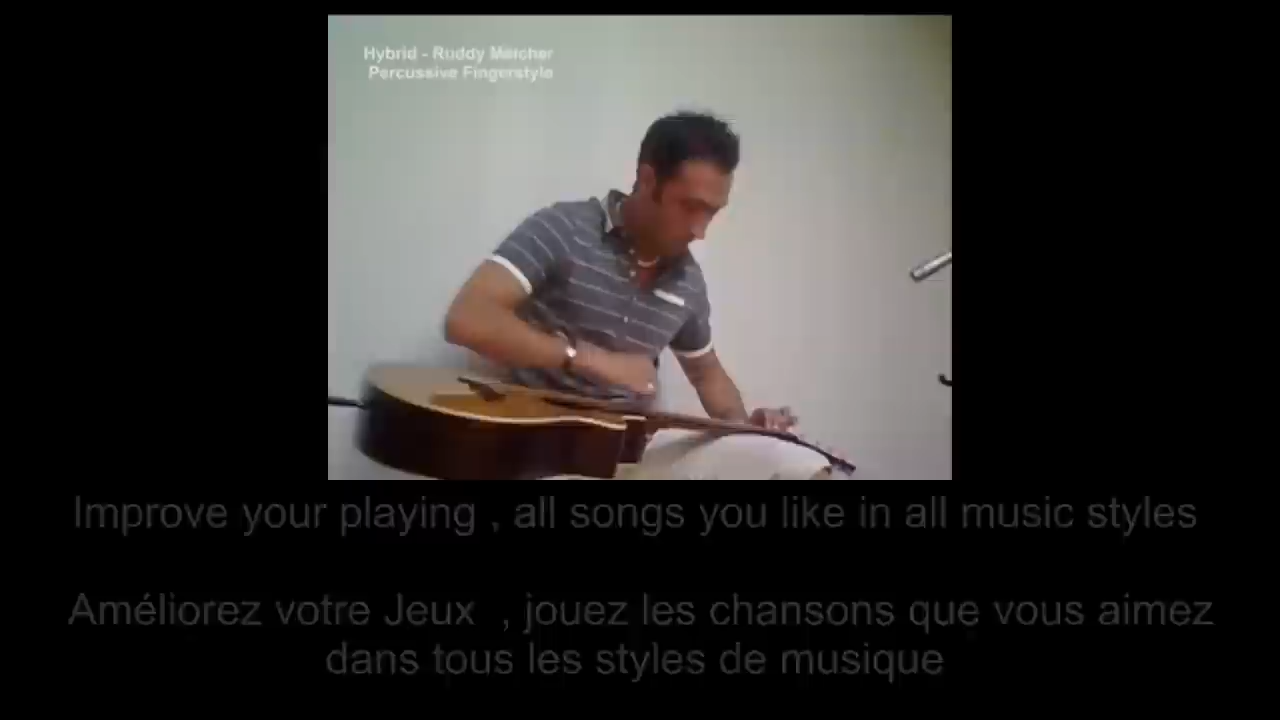 Hybrid - Ruddy Meicher
Percussive Fingerstyle
Improve your playing , all songs you like in all music styles
Améliorez votre Jeux , jouez les chansons que vous aimez
dans tous les styles de musique